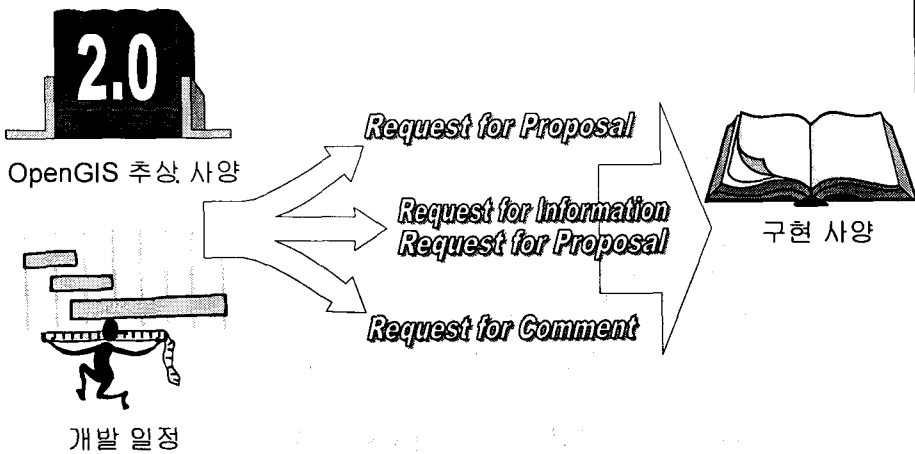 2.0
OpenGIS 추상 사양
개발 일정
Request for Proposal
Request for Information
Request for Proposal
Request for Comment
구현 사양